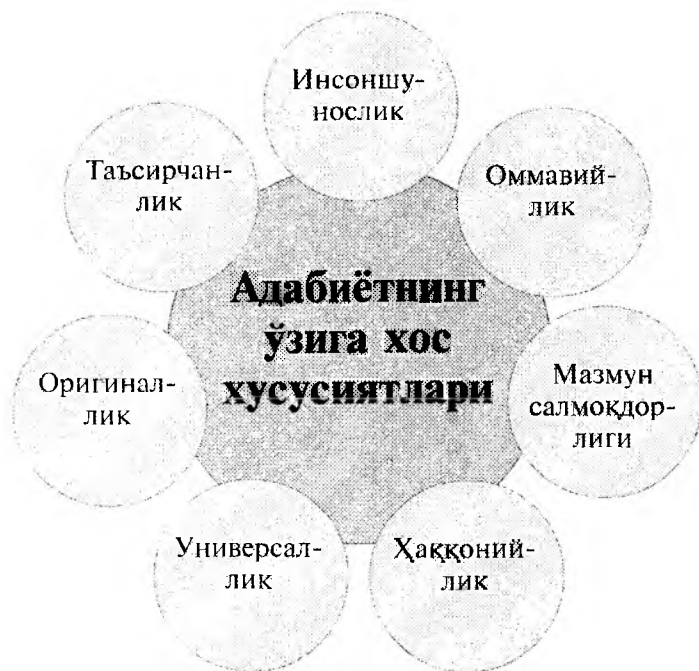 Инсоншу-
нослик
Таъсирчан-
лик
Оммавий-
лик
Адабиётнинг
ўзига хос
хусусиятлари
Оригинал-
лик
Мазмун
салмоқдор-
лиги
Универсал-
лик
Ҳаққоний-
лик